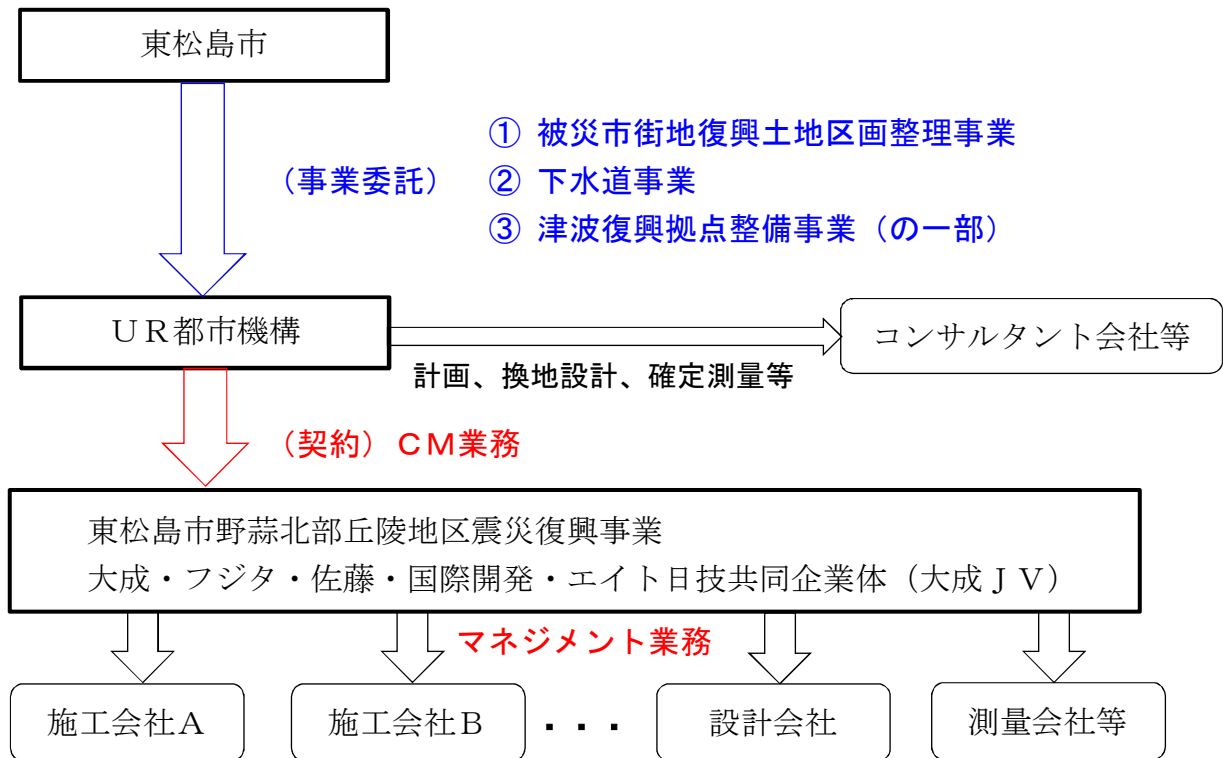 東松島市
① 被災市街地復興土地区画整理事業
（事業委託） ② 下水道事業
③ 津波復興拠点整備事業（の一部）
ＵＲ都市機構
コンサルタント会社等
計画、換地設計、確定測量等
（契約）ＣＭ業務
東松島市野蒜北部丘陵地区震災復興事業
大成・フジタ・佐藤・国際開発・エイト日技共同企業体（大成ＪＶ）
マネジメント業務
施工会社Ａ 施工会社Ｂ ・・・ 設計会社 測量会社等